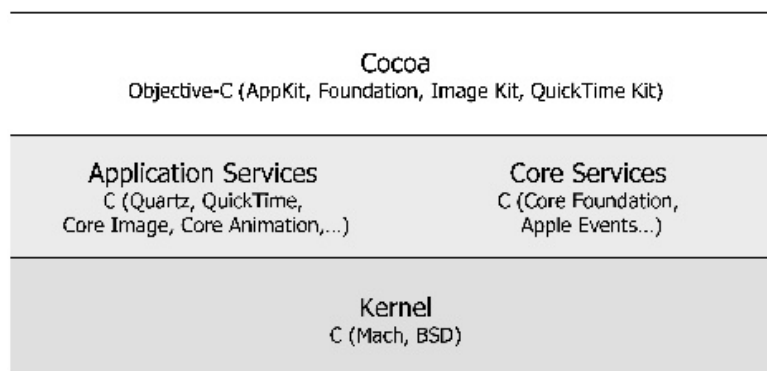 Cocoa
Objective-C (AppKit, Foundation, Image Kit, QuickTime Kit)
Application Services
C (Quartz, QuickTime,
Core Image, Core Animation,...)
Core Services
C (Core Foundation,
Apple Events...)
Kernel
C (Mach, BSD)